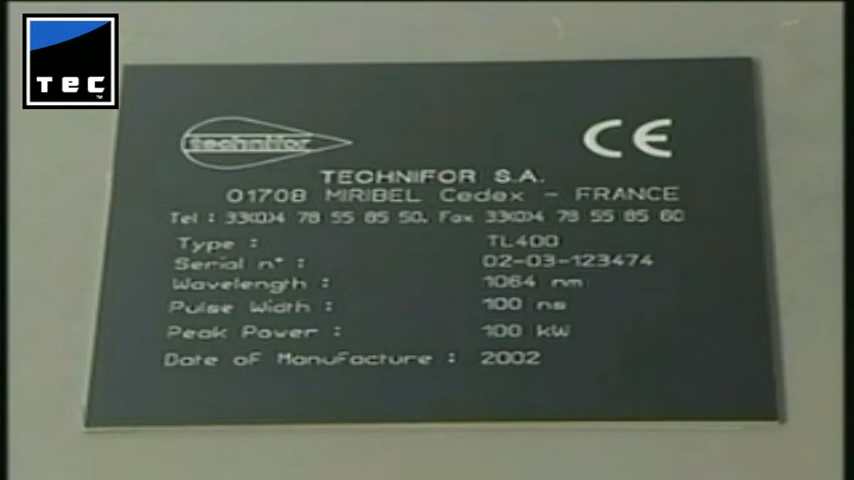 TEC
technifor
CE
TECHNIFOR S.A.
01708 MIRIBEL Cedex - FRANCE
Tel : 33(0)4 78 55 85 50. Fax 33(0)4 78 55 85 60
Type : TL400
Serial n° : 02-03-123474
Wavelength : 1064 nm
Pulse Width : 100 ns
Peak Power : 100 kW
Date of Manufacture : 2002